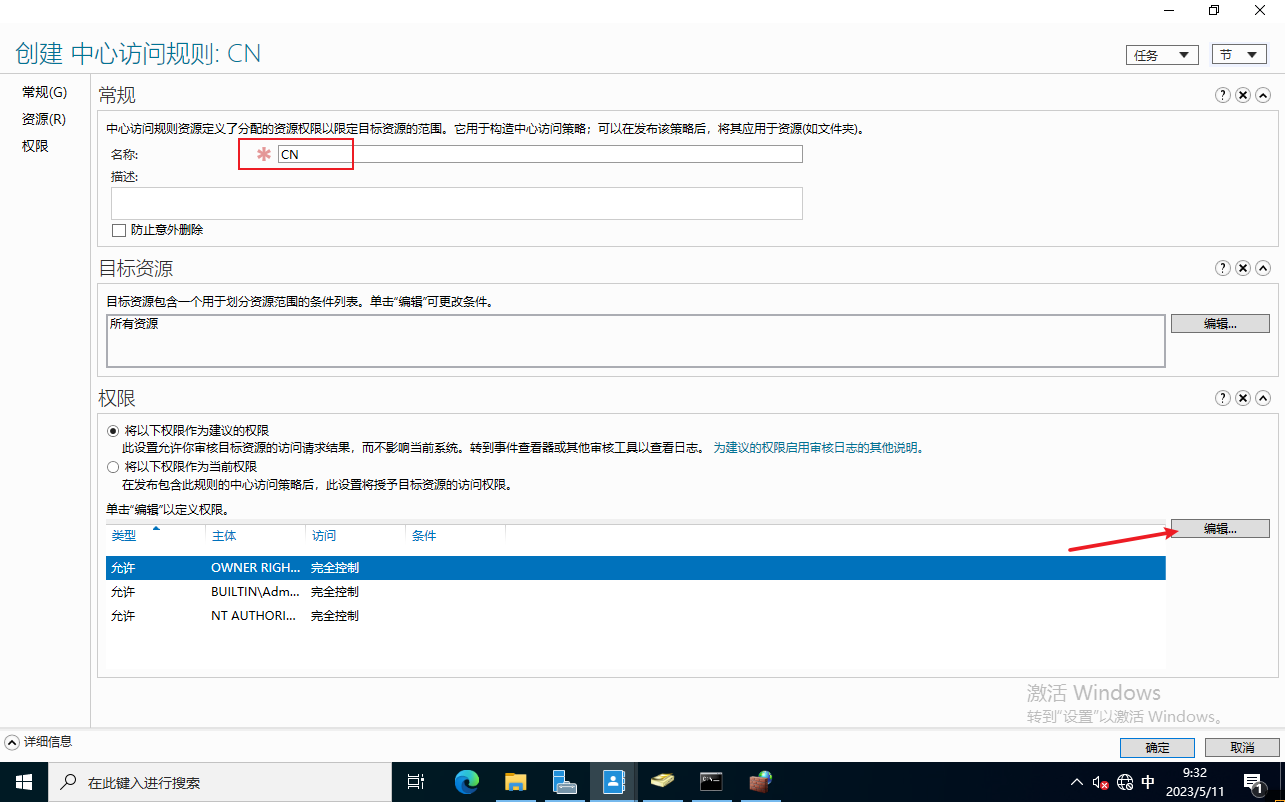 创建 中心访问规则: CN
任务
节
常规(G)
资源(R)
权限
常规
中心访问规则资源定义了分配的资源权限以限定目标资源的范围。它用于构造中心访问策略；可以在发布该策略后，将其应用于资源(如文件夹)。
名称:
CN
描述:
防止意外删除
目标资源
目标资源包含一个用于划分资源范围的条件列表。单击“编辑”可更改条件。
所有资源
编辑...
权限
将以下权限作为建议的权限
此设置允许你审核目标资源的访问请求结果，而不影响当前系统。转到事件查看器或其他审核工具以查看日志。 为建议的权限启用审核日志的其他说明。
将以下权限作为当前权限
在发布包含此规则的中心访问策略后，此设置将授予目标资源的访问权限。
单击“编辑”以定义权限。
编辑...
类型 主体 访问 条件
允许 OWNER RIGH... 完全控制
允许 BUILTIN\Adm... 完全控制
允许 NT AUTHORI... 完全控制
激活 Windows
转到“设置”以激活 Windows。
详细信息
确定
取消
在此键入进行搜索
中
9:32
2023/5/11
1